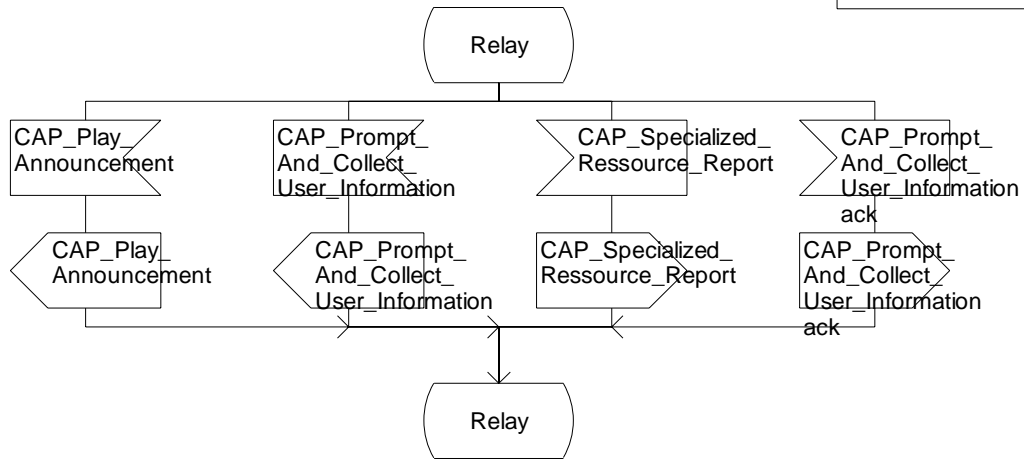 Relay
CAP_Play_
Announcement
CAP_Prompt_
And_Collect_
User_Information
CAP_Specialized_
Ressource_Report
CAP_Prompt_
And_Collect_
User_Information
ack
CAP_Play_
Announcement
CAP_Prompt_
And_Collect_
User_Information
CAP_Specialized_
Ressource_Report
CAP_Prompt_
And_Collect_
User_Information
ack
Relay